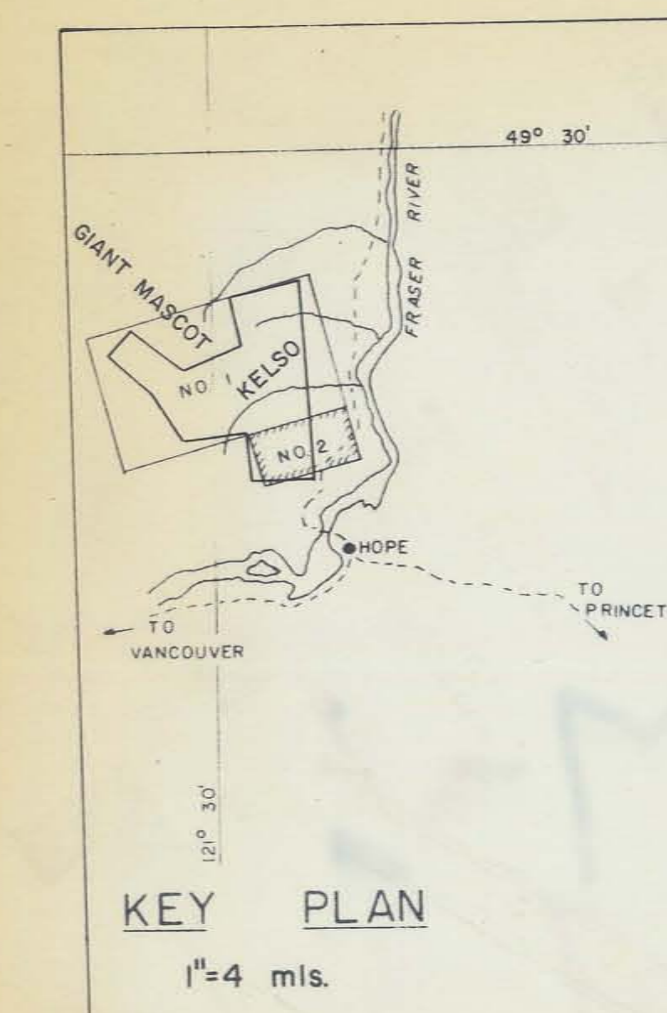 49° 30'
FRASER RIVER
GIANT MASCOT
NO. 1
KELSO
NO. 2
HOPE
TO
PRINCET
TO
VANCOUVER
121° 30'
KEY PLAN
1"=4 mls.